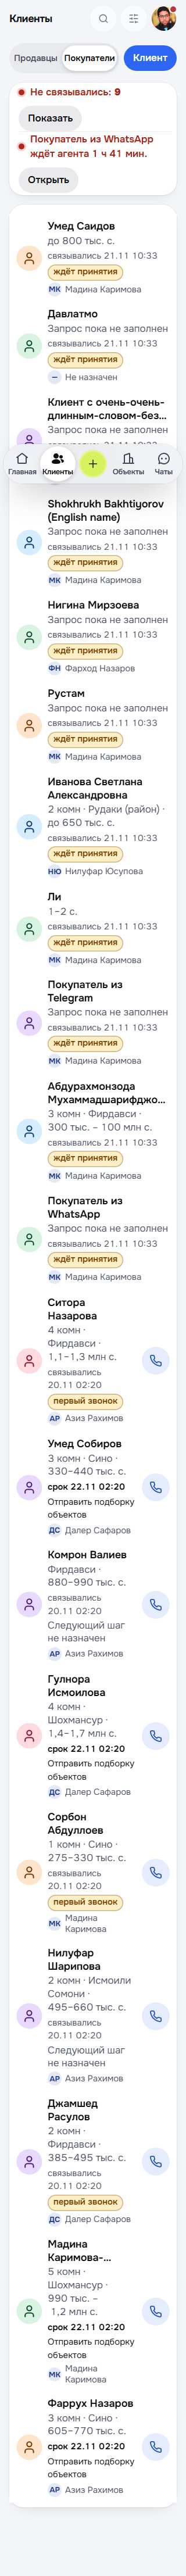 Клиенты
Продавцы
Покупатели
Клиент
Не связывались: 9
Показать
Покупатель из WhatsApp
ждёт агента 1 ч 41 мин.
Открыть
Умед Саидов
до 800 тыс. с.
связывались 21.11 10:33
ждёт принятия
МК Мадина Каримова
Давлатмо
Запрос пока не заполнен
связывались 21.11 10:33
ждёт принятия
— Не назначен
Клиент с очень-очень-
длинным-словом-без...
Запрос пока не заполнен
Главная
Клиенты
Объекты
Чаты
Shokhrukh Bakhtiyorov
(English name)
Запрос пока не заполнен
связывались 21.11 10:33
ждёт принятия
МК Мадина Каримова
Нигина Мирзоева
Запрос пока не заполнен
связывались 21.11 10:33
ждёт принятия
ФН Фарход Назаров
Рустам
Запрос пока не заполнен
связывались 21.11 10:33
ждёт принятия
МК Мадина Каримова
Иванова Светлана
Александровна
2 комн · Рудаки (район) ·
до 650 тыс. с.
связывались 21.11 10:33
ждёт принятия
НЮ Нилуфар Юсупова
Ли
1–2 с.
связывались 21.11 10:33
ждёт принятия
МК Мадина Каримова
Покупатель из
Telegram
Запрос пока не заполнен
связывались 21.11 10:33
ждёт принятия
МК Мадина Каримова
Абдурахмонзода
Мухаммадшарифджо...
3 комн · Фирдавси ·
300 тыс. – 100 млн с.
связывались 21.11 10:33
ждёт принятия
МК Мадина Каримова
Покупатель из
WhatsApp
Запрос пока не заполнен
связывались 21.11 10:33
ждёт принятия
МК Мадина Каримова
Ситора
Назарова
4 комн ·
Фирдавси ·
1,1–1,3 млн с.
связывались
20.11 02:20
первый звонок
АР Азиз Рахимов
Умед Собиров
3 комн · Сино ·
330–440 тыс. с.
срок 22.11 02:20
Отправить подборку
объектов
ДС Далер Сафаров
Комрон Валиев
Фирдавси ·
880–990 тыс. с.
связывались
20.11 02:20
Следующий шаг
не назначен
АР Азиз Рахимов
Гулнора
Исмоилова
4 комн ·
Шохмансур ·
1,4–1,7 млн с.
срок 22.11 02:20
Отправить подборку
объектов
ДС Далер Сафаров
Сорбон
Абдуллоев
1 комн · Сино ·
275–330 тыс. с.
связывались
20.11 02:20
первый звонок
МК Мадина
Каримова
Нилуфар
Шарипова
2 комн · Исмоили
Сомони ·
495–660 тыс. с.
связывались
20.11 02:20
Следующий шаг
не назначен
АР Азиз Рахимов
Джамшед
Расулов
2 комн ·
Фирдавси ·
385–495 тыс. с.
связывались
20.11 02:20
первый звонок
ДС Далер Сафаров
Мадина
Каримова-...
5 комн ·
Шохмансур ·
990 тыс. –
1,2 млн с.
срок 22.11 02:20
Отправить подборку
объектов
МК Мадина
Каримова
Фаррух Назаров
3 комн · Сино ·
605–770 тыс. с.
срок 22.11 02:20
Отправить подборку
объектов
АР Азиз Рахимов